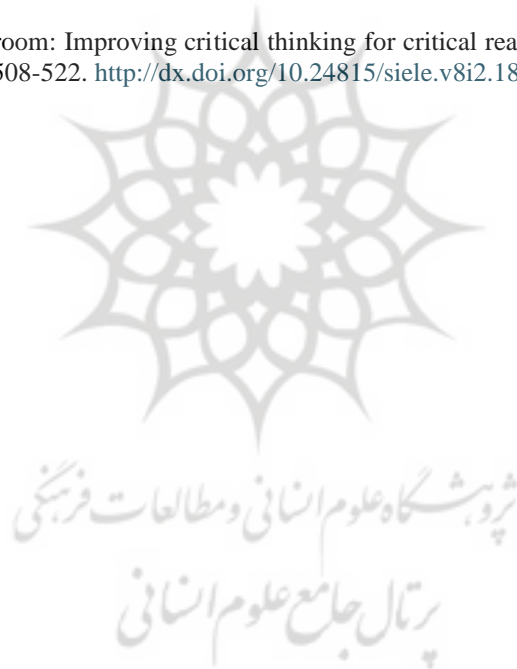 room: Improving critical thinking for critical rea
508-522. http://dx.doi.org/10.24815/siele.v8i2.18
پژوهشگاه علوم انسانی و مطالعات فرهنگی
پرتال جامع علوم انسانی